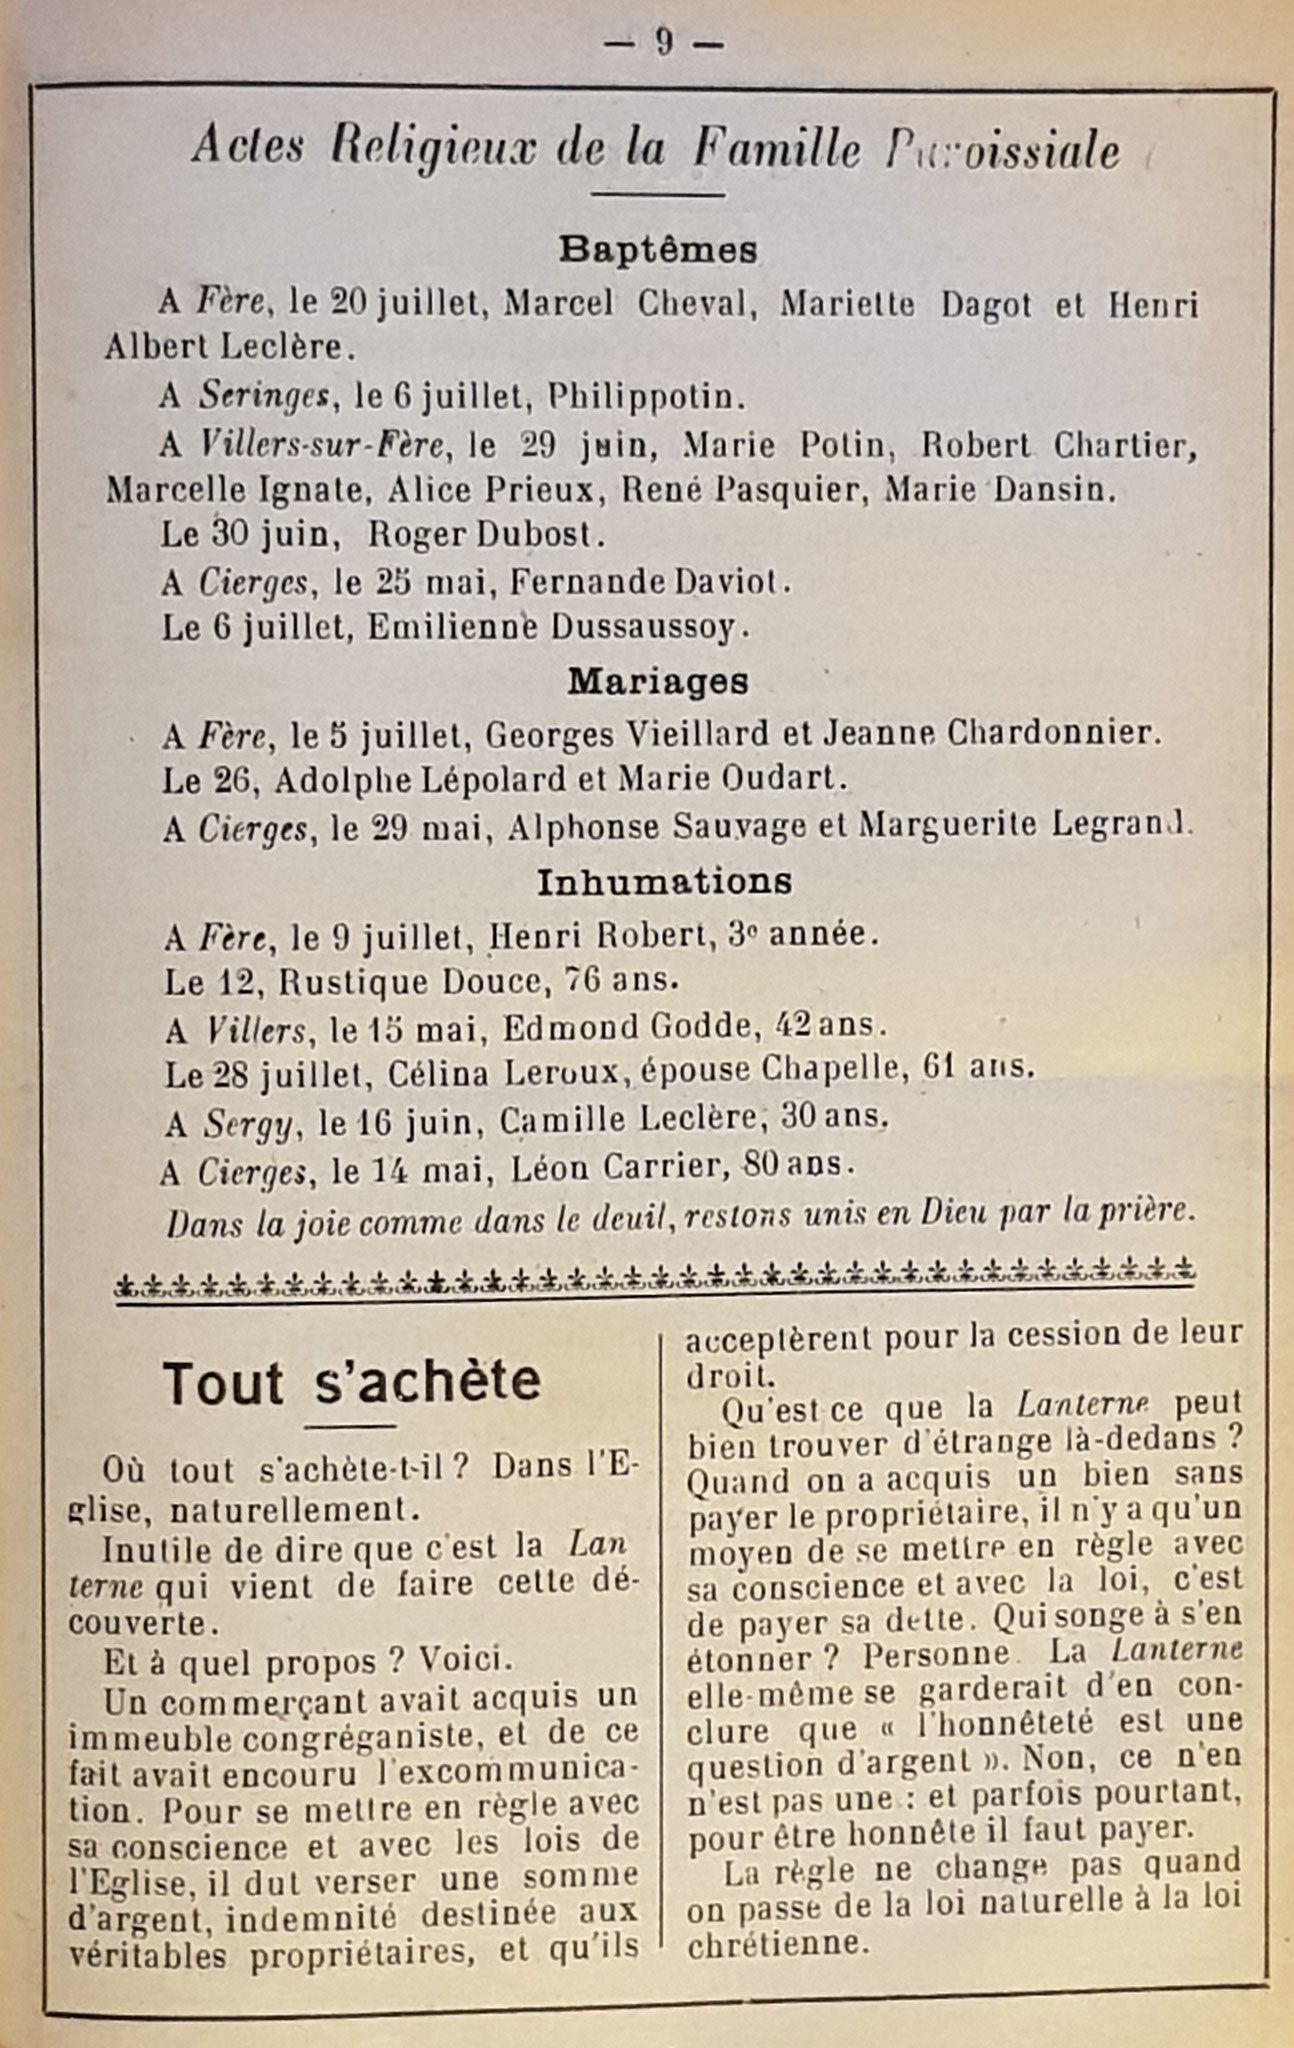 — 9 —
Actes Religieux de la Famille Paroissiale
Baptêmes
A Fère, le 20 juillet, Marcel Cheval, Mariette Dagot et Henri
Albert Leclère.
A Seringes, le 6 juillet, Philippotin.
A Villers-sur-Fère, le 29 juin, Marie Potin, Robert Chartier,
Marcelle Ignate, Alice Prieux, René Pasquier, Marie Dansin.
Le 30 juin, Roger Dubost.
A Cierges, le 25 mai, Fernande Daviot.
Le 6 juillet, Emilienne Dussaussoy.
Mariages
A Fère, le 5 juillet, Georges Vieillard et Jeanne Chardonnier.
Le 26, Adolphe Lépolard et Marie Oudart.
A Cierges, le 29 mai, Alphonse Sauvage et Marguerite Legrand.
Inhumations
A Fère, le 9 juillet, Henri Robert, 3e année.
Le 12, Rustique Douce, 76 ans.
A Villers, le 15 mai, Edmond Godde, 42 ans.
Le 28 juillet, Célina Leroux, épouse Chapelle, 61 ans.
A Sergy, le 16 juin, Camille Leclère, 30 ans.
A Cierges, le 14 mai, Léon Carrier, 80 ans.
Dans la joie comme dans le deuil, restons unis en Dieu par la prière.
Tout s'achète
Où tout s'achète-t-il ? Dans l'E-
glise, naturellement.
Inutile de dire que c'est la Lan
terne qui vient de faire cette dé-
couverte.
Et à quel propos ? Voici.
Un commerçant avait acquis un
immeuble congréganiste, et de ce
fait avait encouru l'excommunica-
tion. Pour se mettre en règle avec
sa conscience et avec les lois de
l'Eglise, il dut verser une somme
d'argent, indemnité destinée aux
véritables propriétaires, et qu'ils
acceptèrent pour la cession de leur
droit.
Qu'est ce que la Lanterne peut
bien trouver d'étrange là-dedans ?
Quand on a acquis un bien sans
payer le propriétaire, il n'y a qu'un
moyen de se mettre en règle avec
sa conscience et avec la loi, c'est
de payer sa dette. Qui songe à s'en
étonner ? Personne. La Lanterne
elle-même se garderait d'en con-
clure que « l'honnêteté est une
question d'argent ». Non, ce n'en
n'est pas une : et parfois pourtant,
pour être honnête il faut payer.
La règle ne change pas quand
on passe de la loi naturelle à la loi
chrétienne.